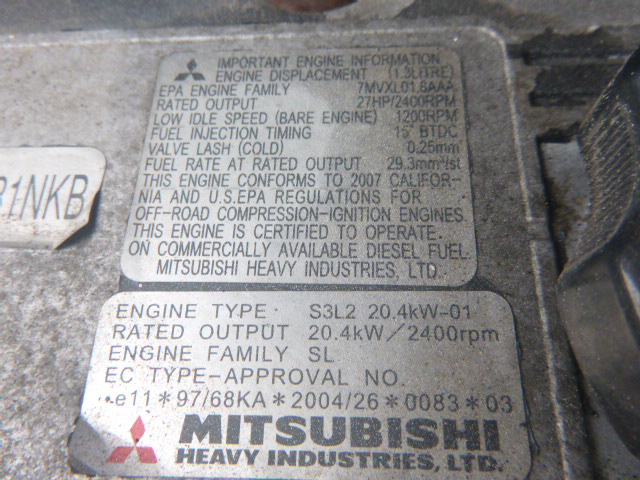 IMPORTANT ENGINE INFORMATION
ENGINE DISPLACEMENT (1.3LITRE)
EPA ENGINE FAMILY 7MVXL01.8AAA
RATED OUTPUT 27HP/2400RPM
LOW IDLE SPEED (BARE ENGINE) 1200RPM
FUEL INJECTION TIMING 15° BTDC
VALVE LASH (COLD) 0.25mm
FUEL RATE AT RATED OUTPUT 29.3mm³/st
THIS ENGINE CONFORMS TO 2007 CALIFOR-
NIA AND U.S.EPA REGULATIONS FOR
OFF-ROAD COMPRESSION-IGNITION ENGINES.
THIS ENGINE IS CERTIFIED TO OPERATE
ON COMMERCIALLY AVAILABLE DIESEL FUEL.
MITSUBISHI HEAVY INDUSTRIES, LTD.
31NKB
ENGINE TYPE S3L2 20.4kW-01
RATED OUTPUT 20.4kW/2400rpm
ENGINE FAMILY SL
EC TYPE-APPROVAL NO.
e11*97/68KA*2004/26*0083*03
MITSUBISHI
HEAVY INDUSTRIES, LTD.